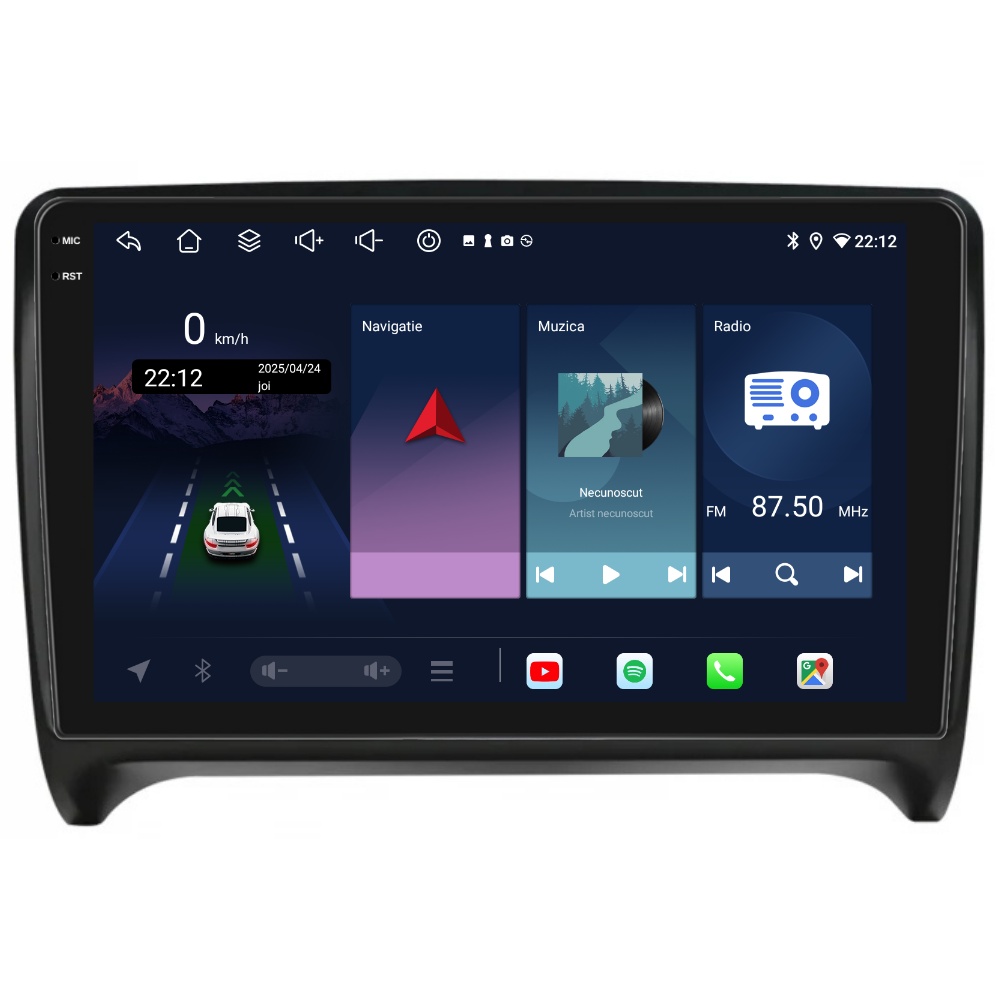 MIC
RST
22:12
0 km/h
22:12
2025/04/24
joi
Navigatie
Muzica
Necunoscut
Artist necunoscut
Radio
FM 87.50 MHz
G